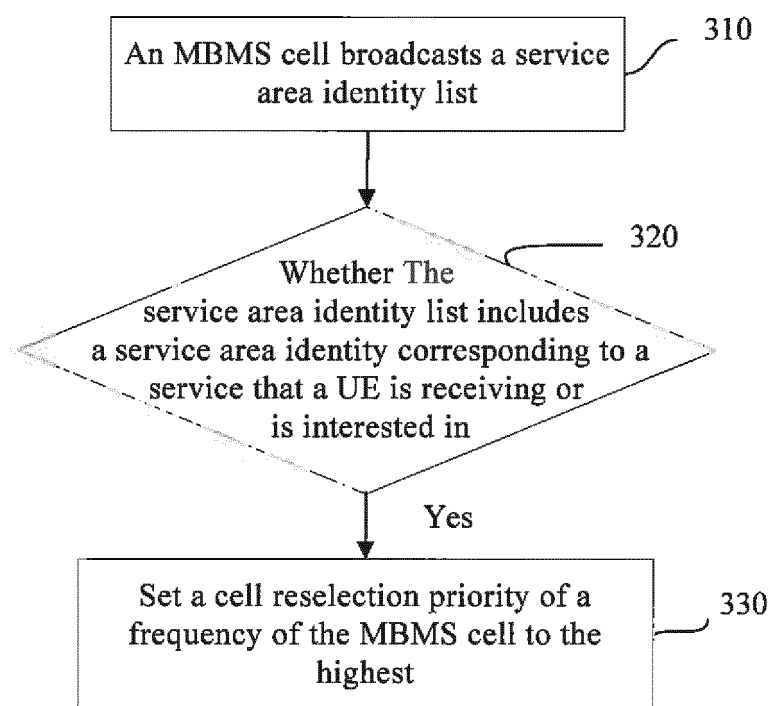 310
An MBMS cell broadcasts a service
area identity list
320
Whether The
service area identity list includes
a service area identity corresponding to a
service that a UE is receiving or
is interested in
Yes
330
Set a cell reselection priority of a
frequency of the MBMS cell to the
highest